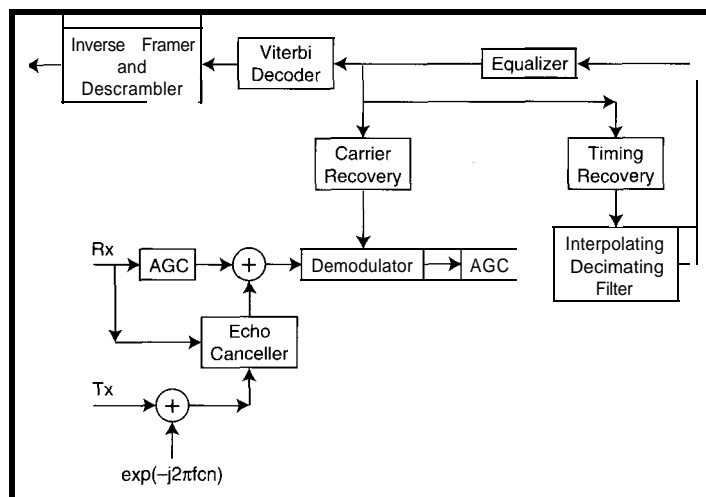 Inverse Framer
and
Descrambler
Viterbi
Decoder
Equalizer
Carrier
Recovery
Timing
Recovery
Rx
AGC
+
Demodulator
AGC
Interpolating
Decimating
Filter
Echo
Canceller
Tx
+
exp(−j2πfcn)